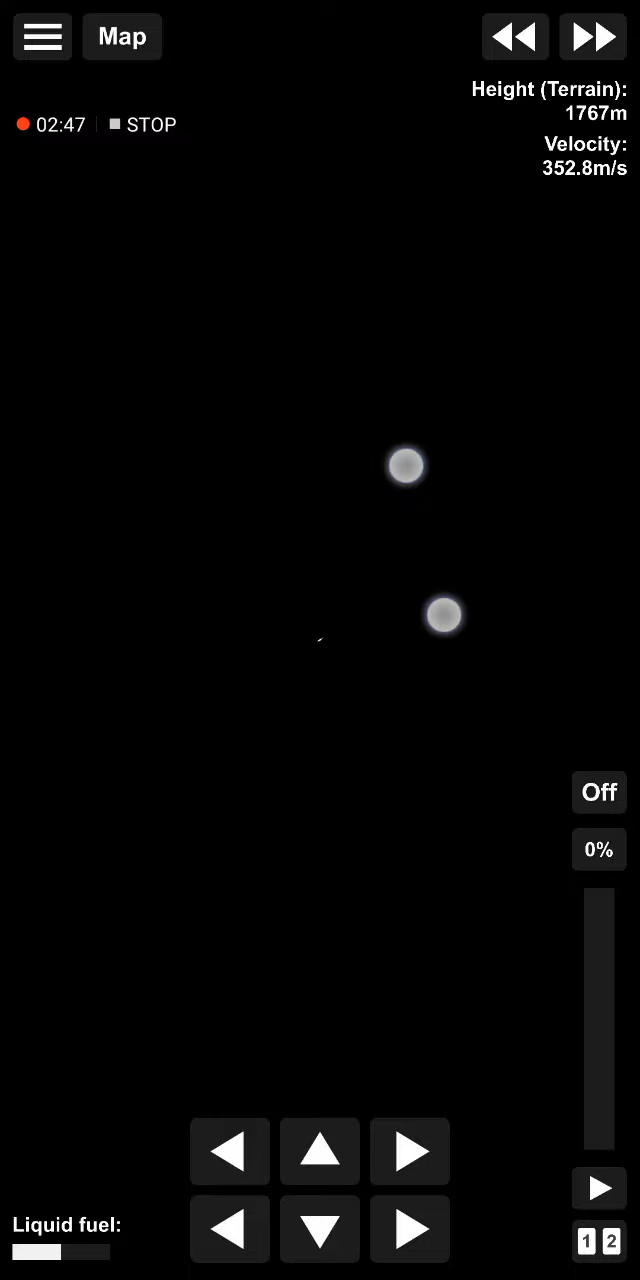 Map
Height (Terrain):
1767m
02:47
STOP
Velocity:
352.8m/s
Off
0%
Liquid fuel:
1 2